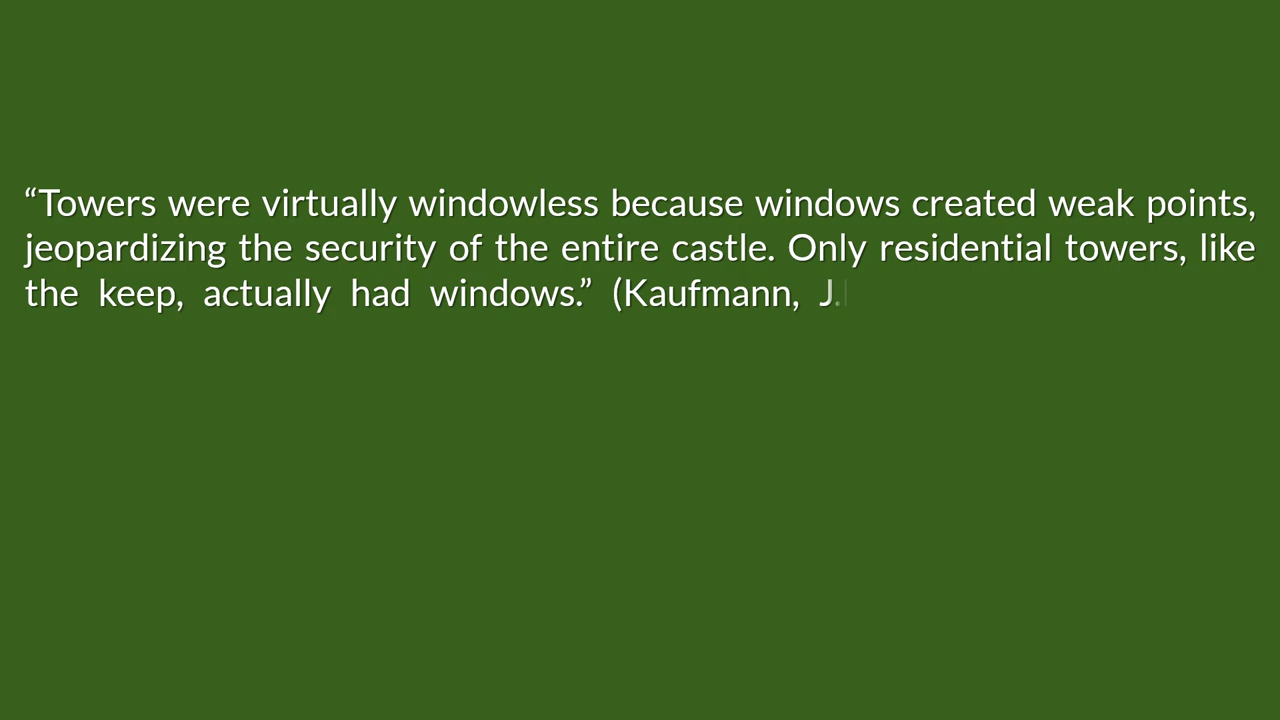 “Towers were virtually windowless because windows created weak points,
jeopardizing the security of the entire castle. Only residential towers, like
the keep, actually had windows.” (Kaufmann, J.